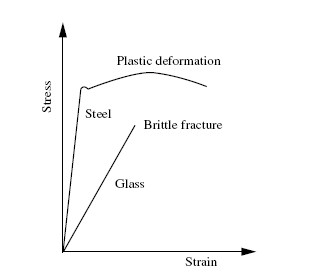 Plastic deformation
Stress
Steel
Brittle fracture
Glass
Strain